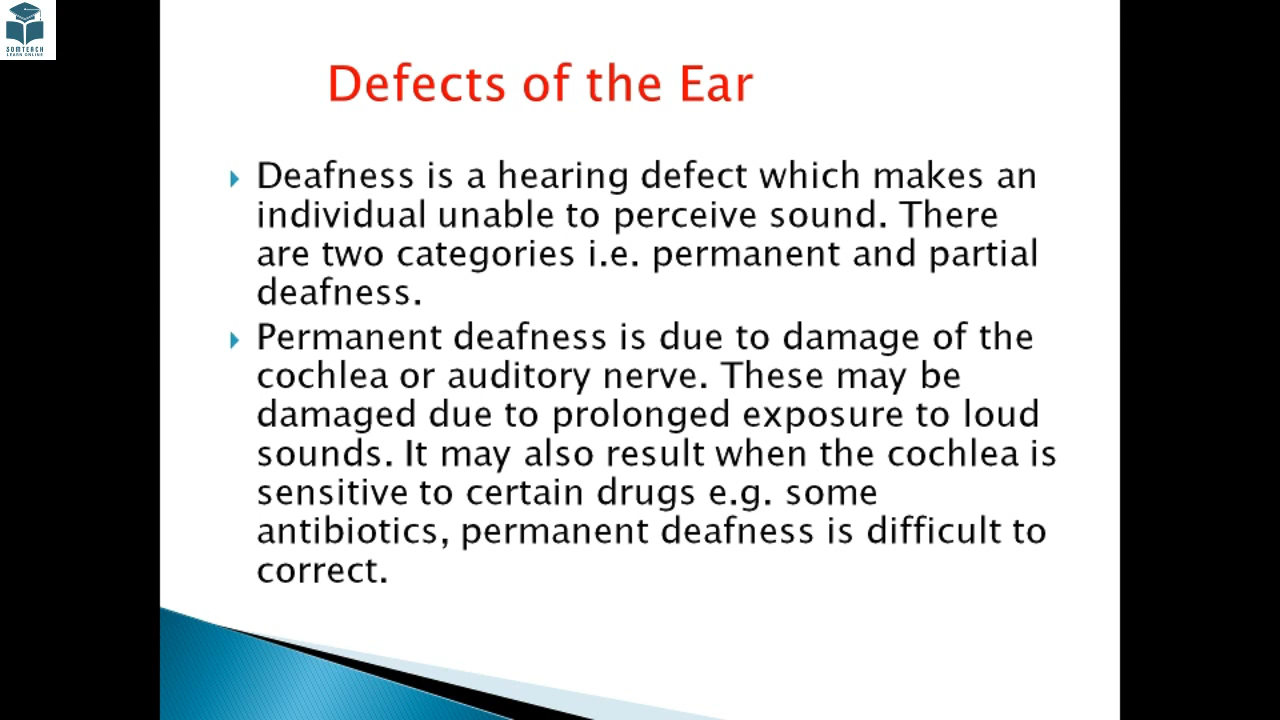 SOMTEACH
LEARN ONLINE
Defects of the Ear
Deafness is a hearing defect which makes an
individual unable to perceive sound. There
are two categories i.e. permanent and partial
deafness.
Permanent deafness is due to damage of the
cochlea or auditory nerve. These may be
damaged due to prolonged exposure to loud
sounds. It may also result when the cochlea is
sensitive to certain drugs e.g. some
antibiotics, permanent deafness is difficult to
correct.